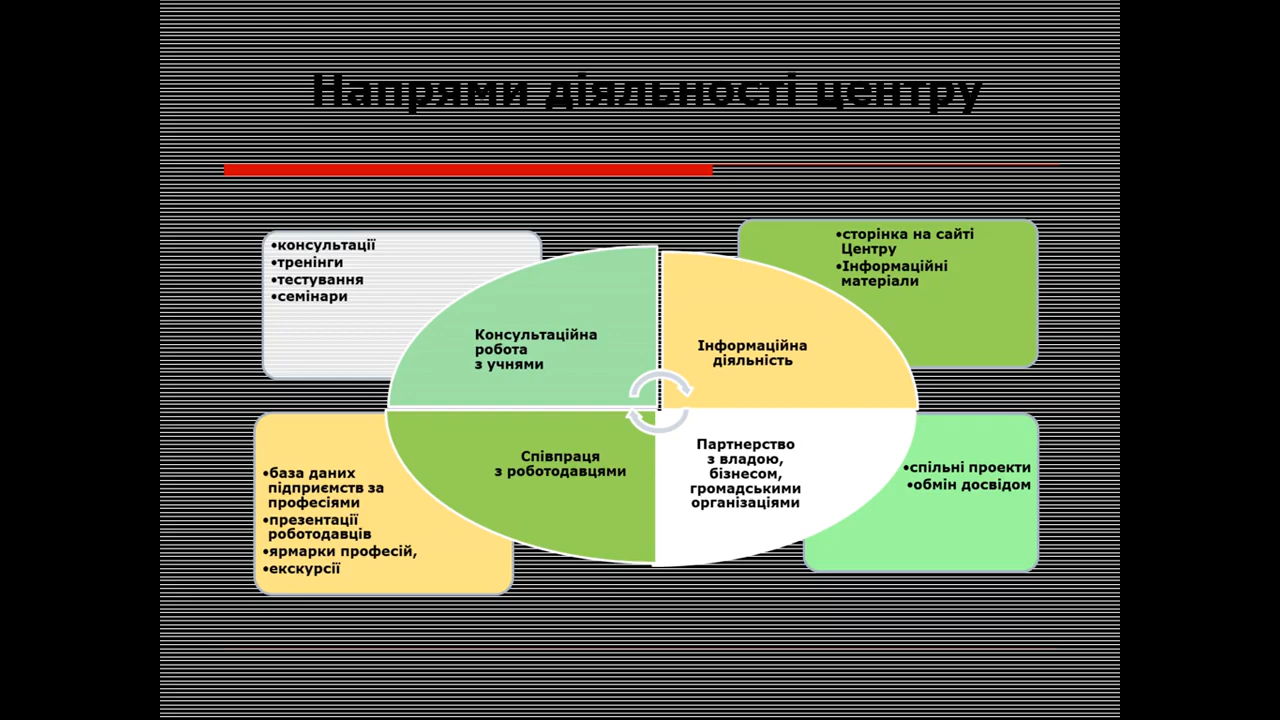 Напрями діяльності центру
•консультації
•тренінги
•тестування
•семінари
•сторінка на сайті
Центру
•Інформаційні
матеріали
Консультаційна
робота
з учнями
Інформаційна
діяльність
Співпраця
з роботодавцями
Партнерство
з владою,
бізнесом,
громадськими
організаціями
•база даних
підприємств за
професіями
•презентації
роботодавців
•ярмарки професій,
•екскурсії
•спільні проекти
•обмін досвідом